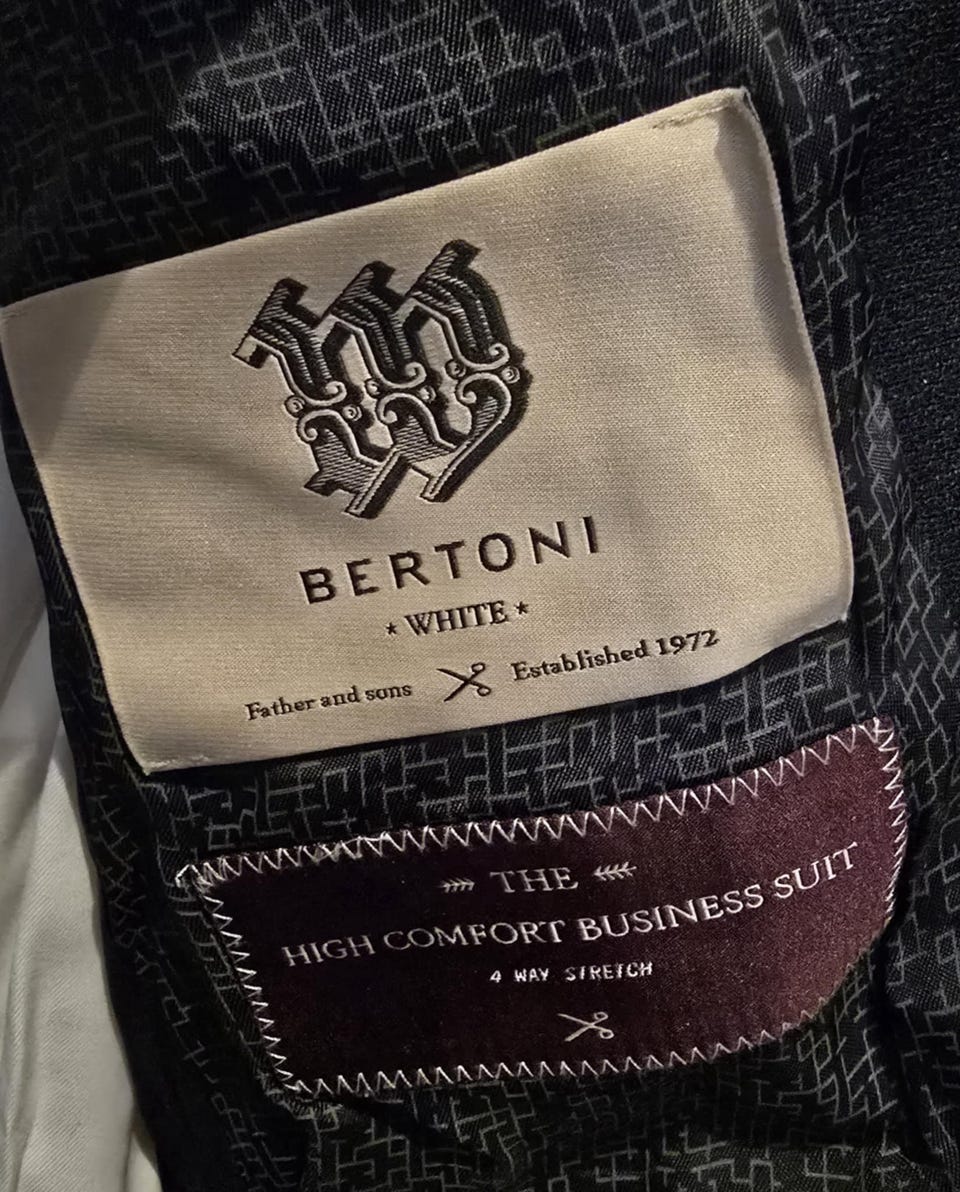 BERTONI
* WHITE *
Father and sons Established 1972
THE
HIGH COMFORT BUSINESS SUIT
4 WAY STRETCH